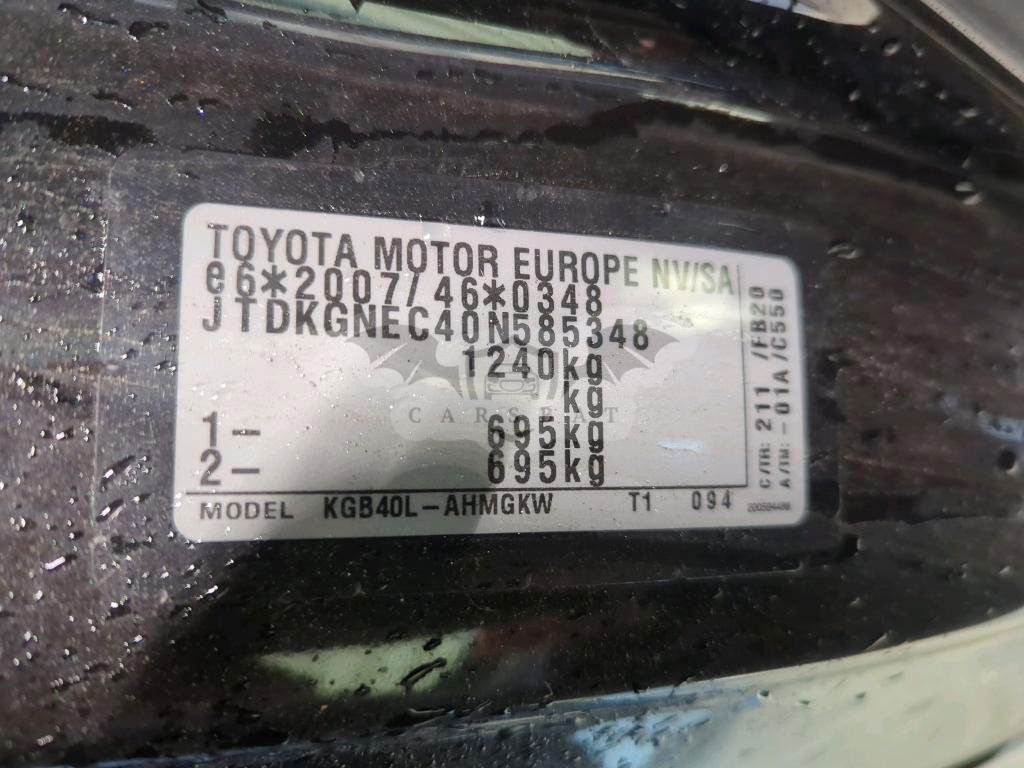 TOYOTA MOTOR EUROPE NV/SA
e6*2007/46*0348
JTDKGNEC40N585348
1240kg
kg
1- 695kg
2- 695kg
MODEL KGB40L-AHMGKW T1 094
C/TR: 211 /FB20
A/TM: -01A /C550
CARSBAT